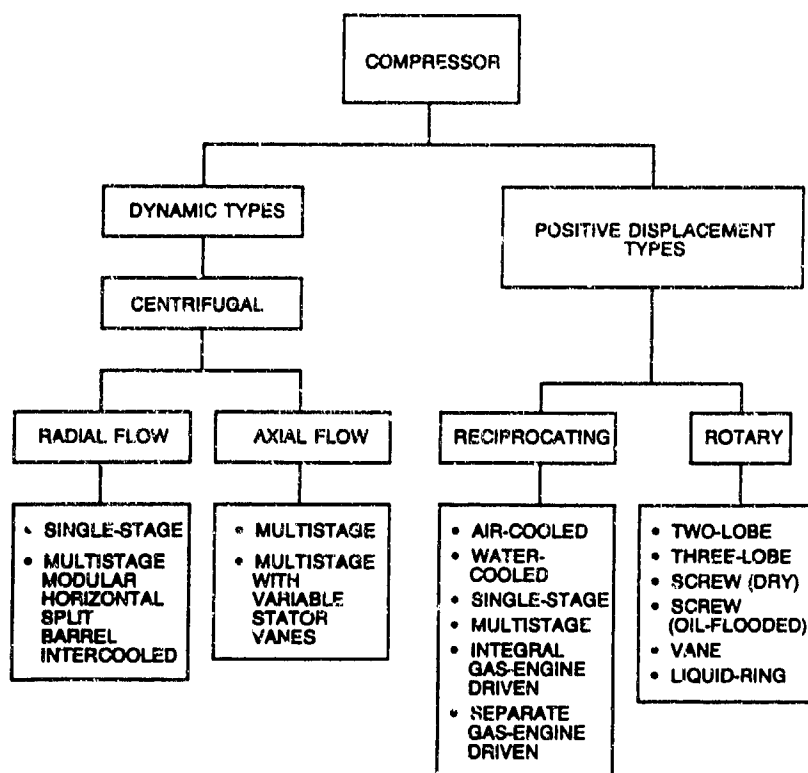 COMPRESSOR
DYNAMIC TYPES
POSITIVE DISPLACEMENT
TYPES
CENTRIFUGAL
RADIAL FLOW
AXIAL FLOW
RECIPROCATING
ROTARY
• SINGLE-STAGE
• MULTISTAGE
MODULAR
HORIZONTAL
SPLIT
BARREL
INTERCOOLED
• MULTISTAGE
• MULTISTAGE
WITH
VARIABLE
STATOR
VANES
• AIR-COOLED
• WATER-
COOLED
• SINGLE-STAGE
• MULTISTAGE
• INTEGRAL
GAS-ENGINE
DRIVEN
• SEPARATE
GAS-ENGINE
DRIVEN
• TWO-LOBE
• THREE-LOBE
• SCREW (DRY)
• SCREW
(OIL-FLOODED)
• VANE
• LIQUID-RING